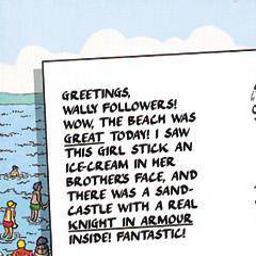 GREETINGS,
WALLY FOLLOWERS!
WOW, THE BEACH WAS
GREAT TODAY! I SAW
THIS GIRL STICK AN
ICE-CREAM IN HER
BROTHER'S FACE, AND
THERE WAS A SAND-
CASTLE WITH A REAL
KNIGHT IN ARMOUR
INSIDE! FANTASTIC!